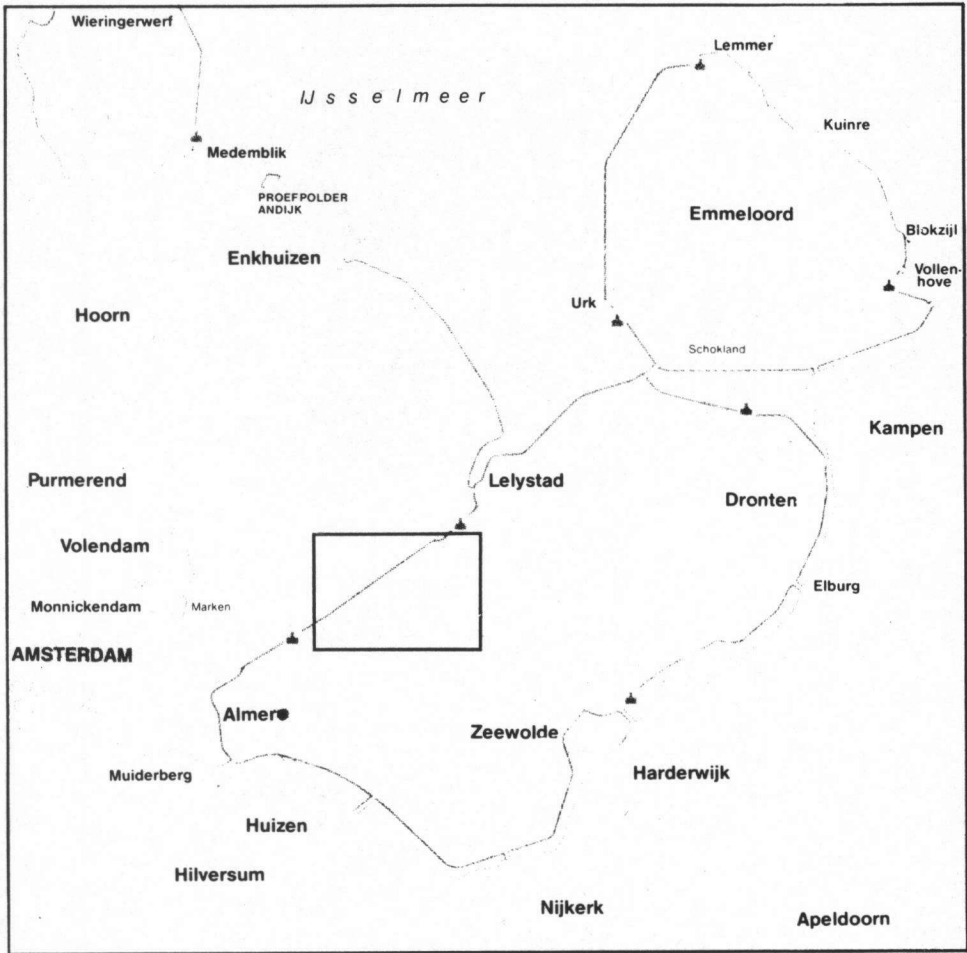 Wieringerwerf
Lemmer
IJsselmeer
Kuinre
Medemblik
PROEFPOLDER
ANDIJK
Emmeloord
Blokzijl
Enkhuizen
Vollen-
hove
Urk
Hoorn
Schokland
Kampen
Purmerend
Lelystad
Dronten
Volendam
Elburg
Monnickendam
Marken
AMSTERDAM
Almer
Zeewolde
Muiderberg
Harderwijk
Huizen
Hilversum
Nijkerk
Apeldoorn